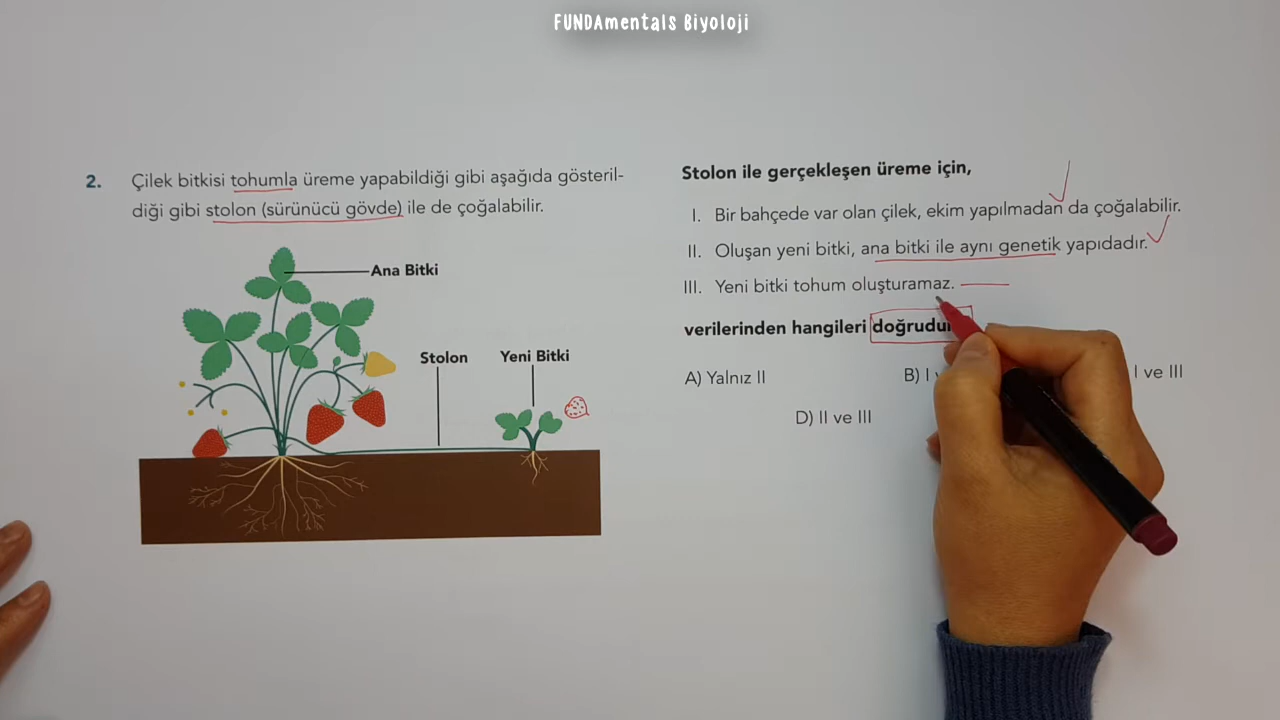 FUNDAmentals Biyoloji
2. Çilek bitkisi tohumla üreme yapabildiği gibi aşağıda gösteril-
diği gibi stolon (sürünücü gövde) ile de çoğalabilir.
Ana Bitki
Stolon
Yeni Bitki
Stolon ile gerçekleşen üreme için,
I. Bir bahçede var olan çilek, ekim yapılmadan da çoğalabilir.
II. Oluşan yeni bitki, ana bitki ile aynı genetik yapıdadır.
III. Yeni bitki tohum oluşturamaz.
verilerinden hangileri
A) Yalnız II
B) I
I ve III
D) II ve III